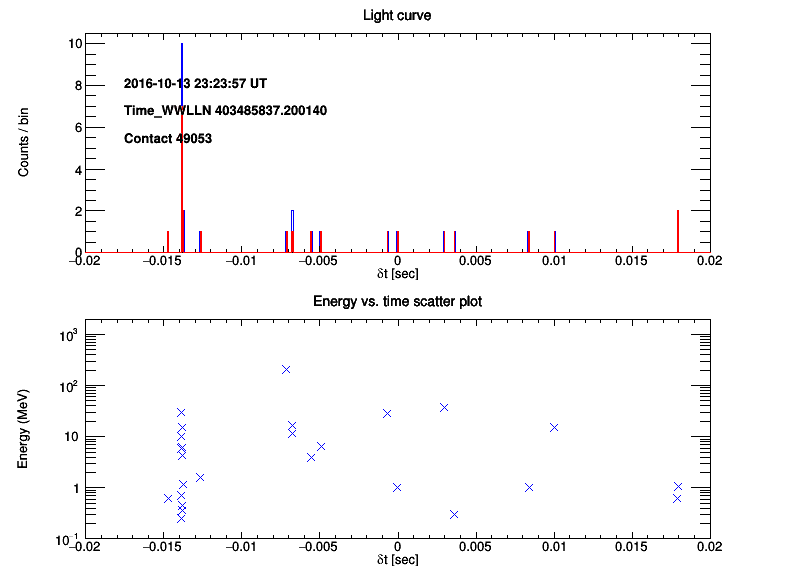 Light curve
Counts / bin
10
8
6
4
2
0
2016-10-13 23:23:57 UT
Time_WWLLN 403485837.200140
Contact 49053
−0.02 −0.015 −0.01 −0.005 0 0.005 0.01 0.015 0.02
δt [sec]
Energy vs. time scatter plot
Energy (MeV)
10³
10²
10
1
10⁻¹
−0.02 −0.015 −0.01 −0.005 0 0.005 0.01 0.015 0.02
δt [sec]